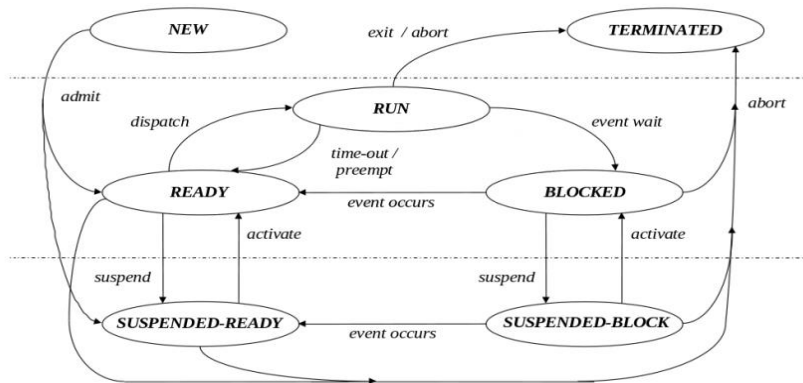 NEW
exit / abort
TERMINATED
admit
dispatch
RUN
event wait
abort
time-out /
preempt
READY
event occurs
BLOCKED
suspend
activate
suspend
activate
SUSPENDED-READY
event occurs
SUSPENDED-BLOCK